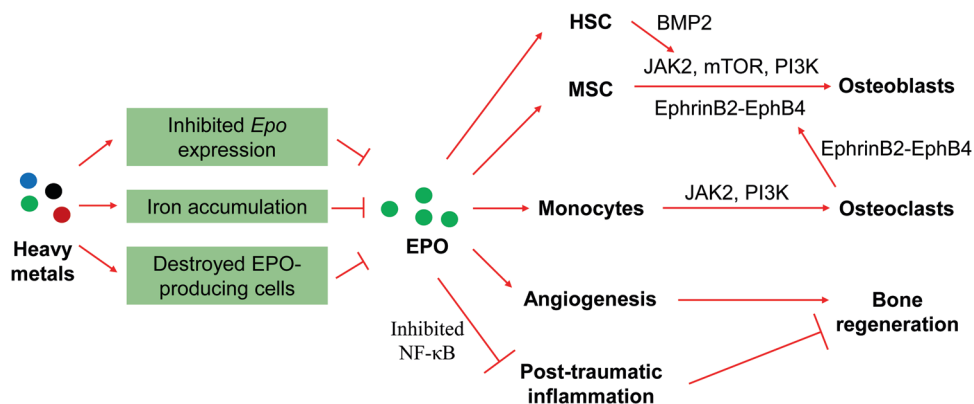 HSC
BMP2
JAK2, mTOR, PI3K
MSC
Osteoblasts
EphrinB2-EphB4
Inhibited Epo
expression
EphrinB2-EphB4
Iron accumulation
JAK2, PI3K
Monocytes
Osteoclasts
Heavy
metals
EPO
Destroyed EPO-
producing cells
Angiogenesis
Bone
regeneration
Inhibited
NF-κB
Post-traumatic
inflammation